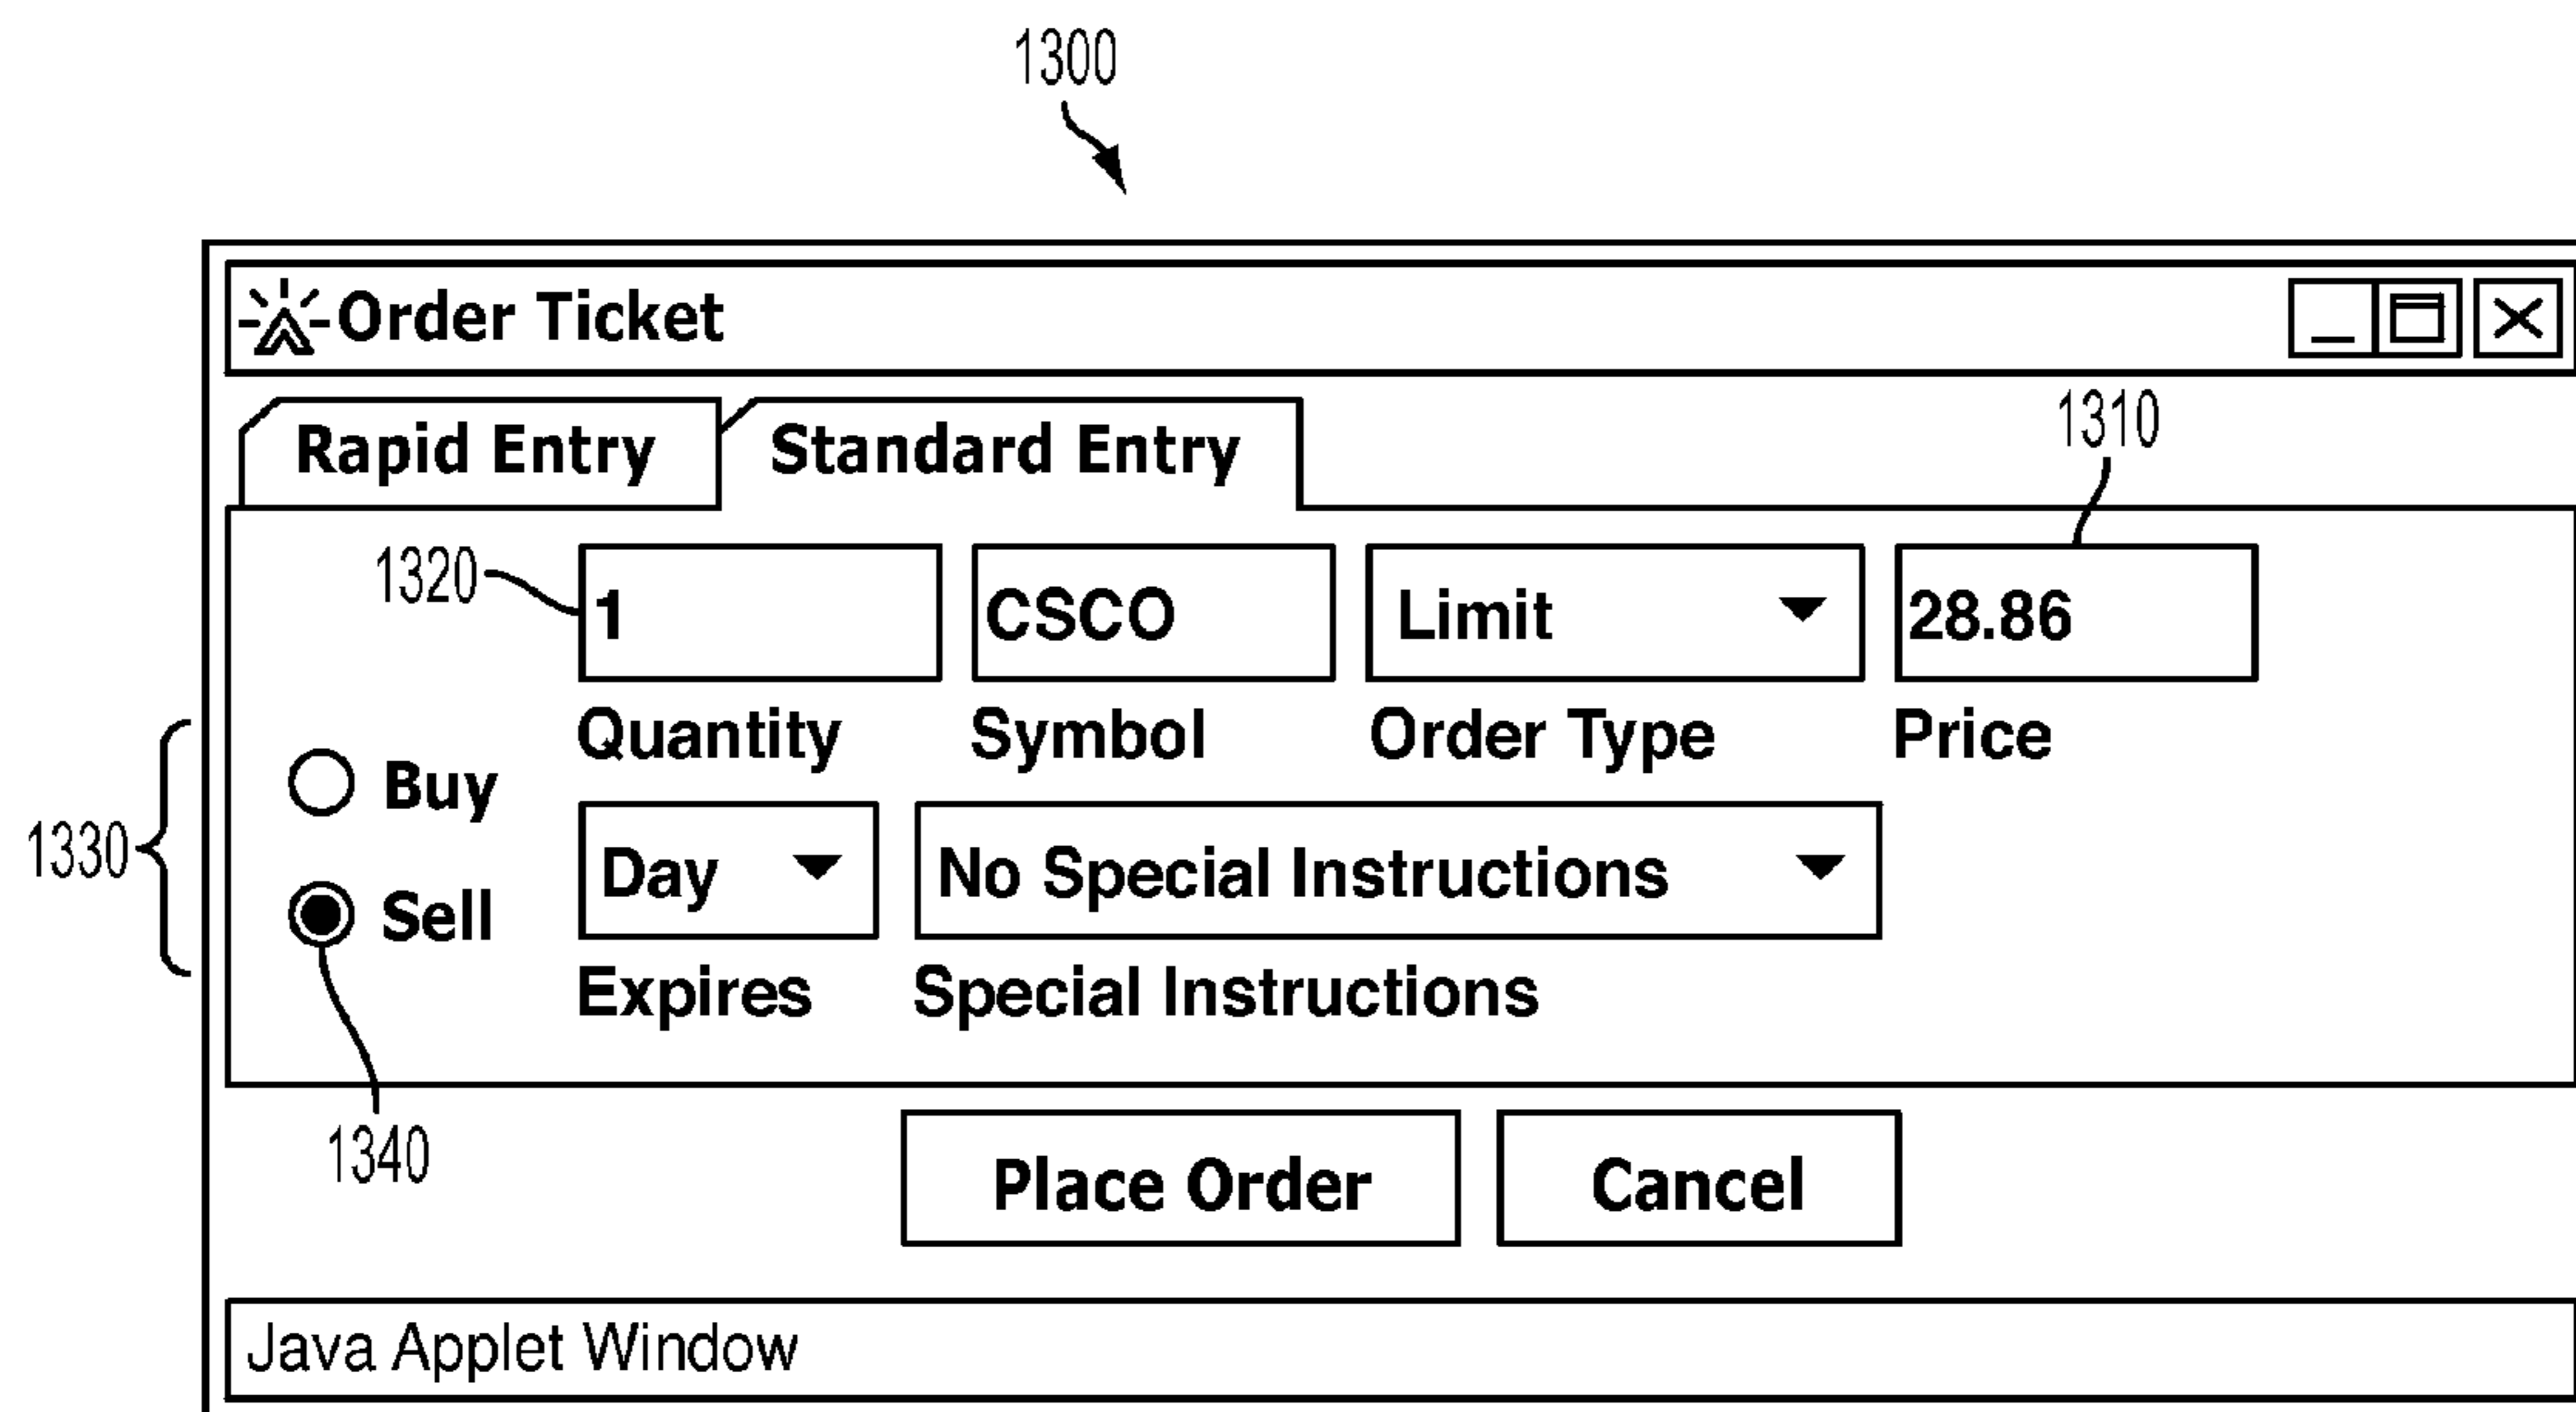 1300
Order Ticket
Rapid Entry Standard Entry
1310
1320
1 CSCO Limit 28.86
Quantity Symbol Order Type Price
1330
Buy
Sell
Day No Special Instructions
Expires Special Instructions
1340
Place Order Cancel
Java Applet Window